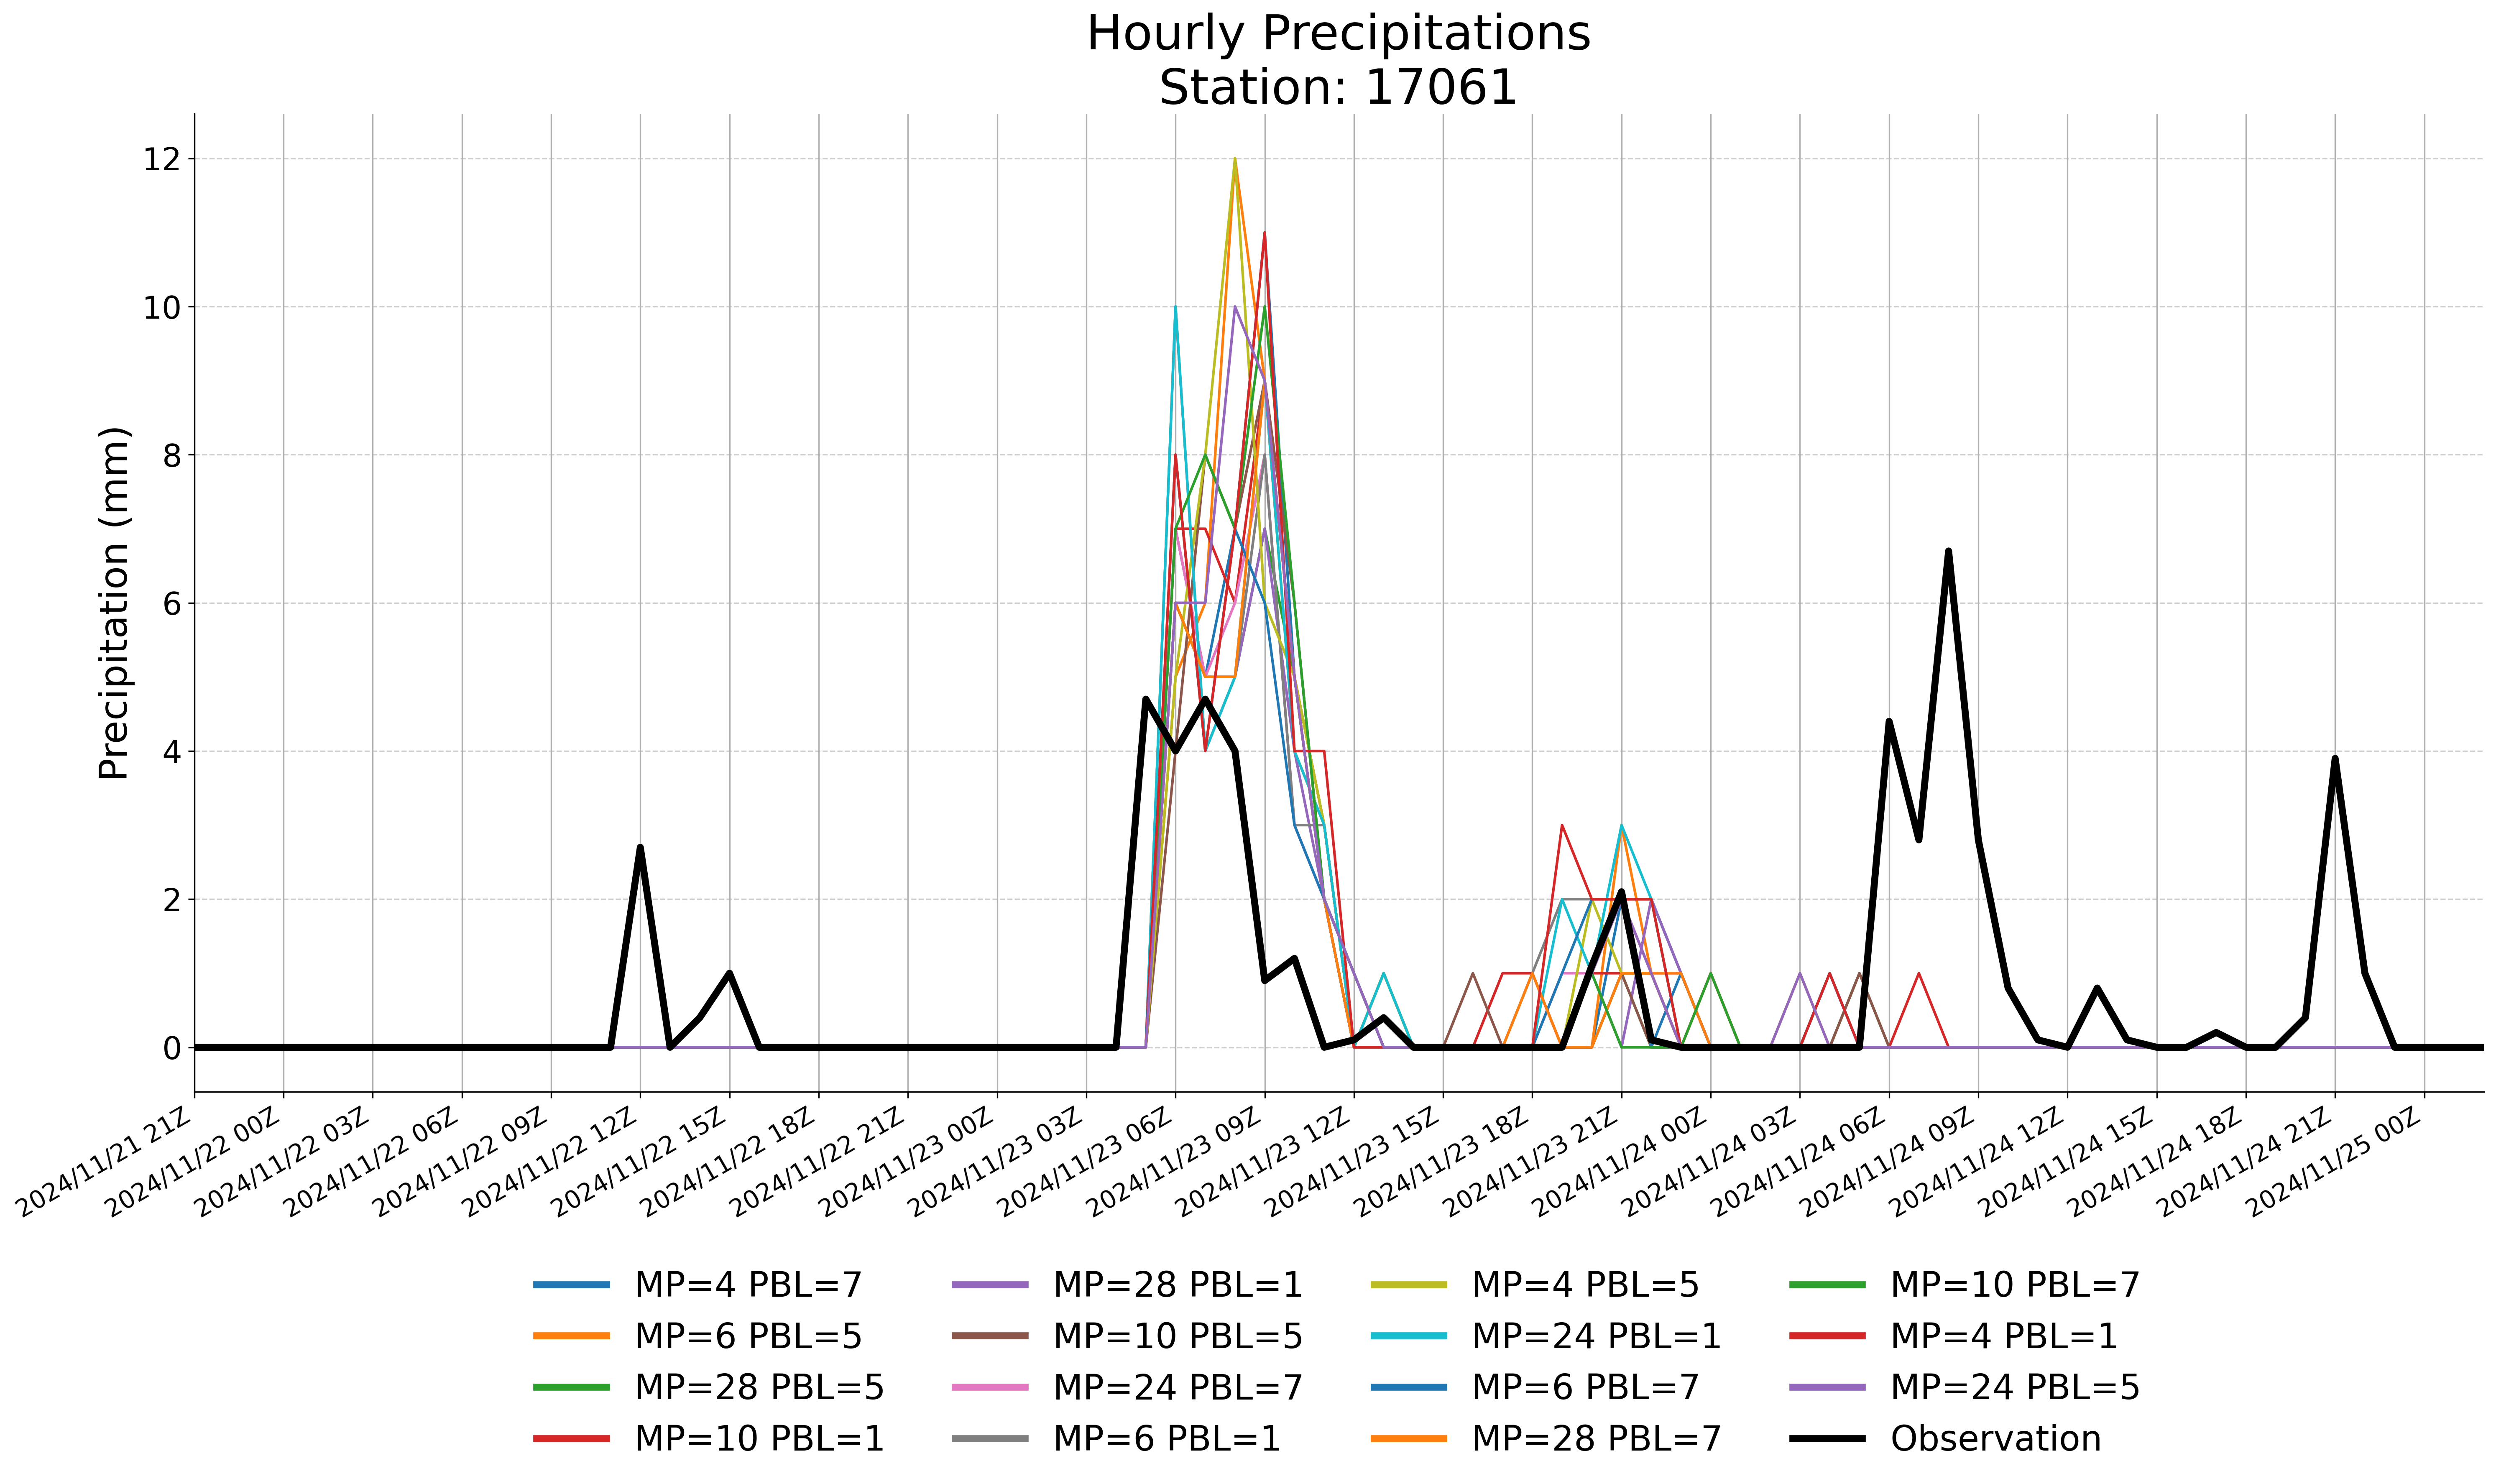 Hourly Precipitations
Station: 17061
Precipitation (mm)
12
10
8
6
4
2
0
2024/11/21 21Z
2024/11/22 00Z
2024/11/22 03Z
2024/11/22 06Z
2024/11/22 09Z
2024/11/22 12Z
2024/11/22 15Z
2024/11/22 18Z
2024/11/22 21Z
2024/11/23 00Z
2024/11/23 03Z
2024/11/23 06Z
2024/11/23 09Z
2024/11/23 12Z
2024/11/23 15Z
2024/11/23 18Z
2024/11/23 21Z
2024/11/24 00Z
2024/11/24 03Z
2024/11/24 06Z
2024/11/24 09Z
2024/11/24 12Z
2024/11/24 15Z
2024/11/24 18Z
2024/11/24 21Z
2024/11/25 00Z
MP=4 PBL=7
MP=6 PBL=5
MP=28 PBL=5
MP=10 PBL=1
MP=28 PBL=1
MP=10 PBL=5
MP=24 PBL=7
MP=6 PBL=1
MP=4 PBL=5
MP=24 PBL=1
MP=6 PBL=7
MP=28 PBL=7
MP=10 PBL=7
MP=4 PBL=1
MP=24 PBL=5
Observation